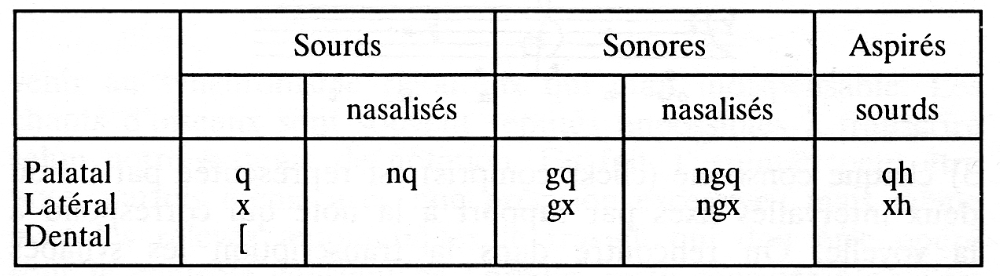 Sourds Sonores Aspirés
nasalisés nasalisés sourds
Palatal q nq gq ngq qh
Latéral x gx ngx xh
Dental [